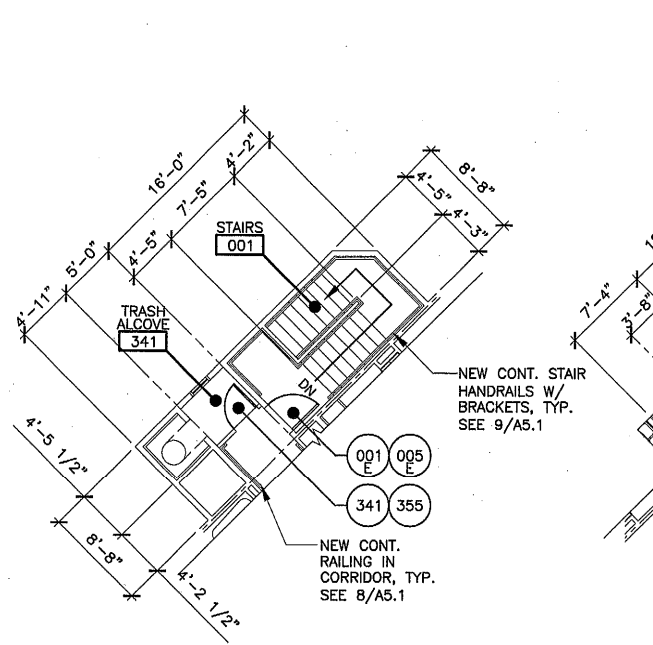 16'-0"
4'-2"
7'-5"
4'-5"
5'-0"
4'-11"
8'-8"
4'-5"
4'-3"
STAIRS
001
TRASH
ALCOVE
341
DN
NEW CONT. STAIR
HANDRAILS W/
BRACKETS, TYP.
SEE 9/A5.1
001
E
005
E
341
355
NEW CONT.
RAILING IN
CORRIDOR, TYP.
SEE 8/A5.1
4'-5 1/2"
8'-8"
4'-2 1/2"
7'-4"
3'-8"